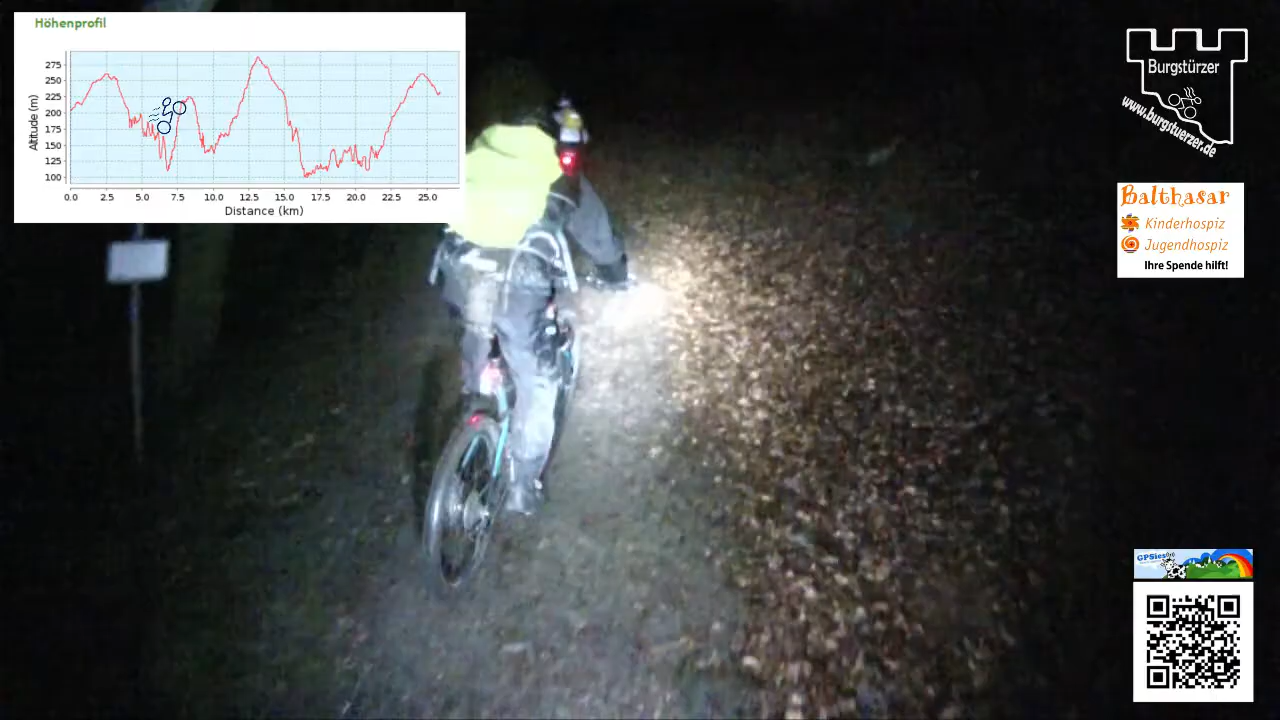 Höhenprofil
Altitude (m)
275
250
225
200
175
150
125
100
0.0 2.5 5.0 7.5 10.0 12.5 15.0 17.5 20.0 22.5 25.0
Distance (km)
Burgstürzer
www.burgstuerzer.de
Balthasar
Kinderhospiz
Jugendhospiz
Ihre Spende hilft!
GPSies